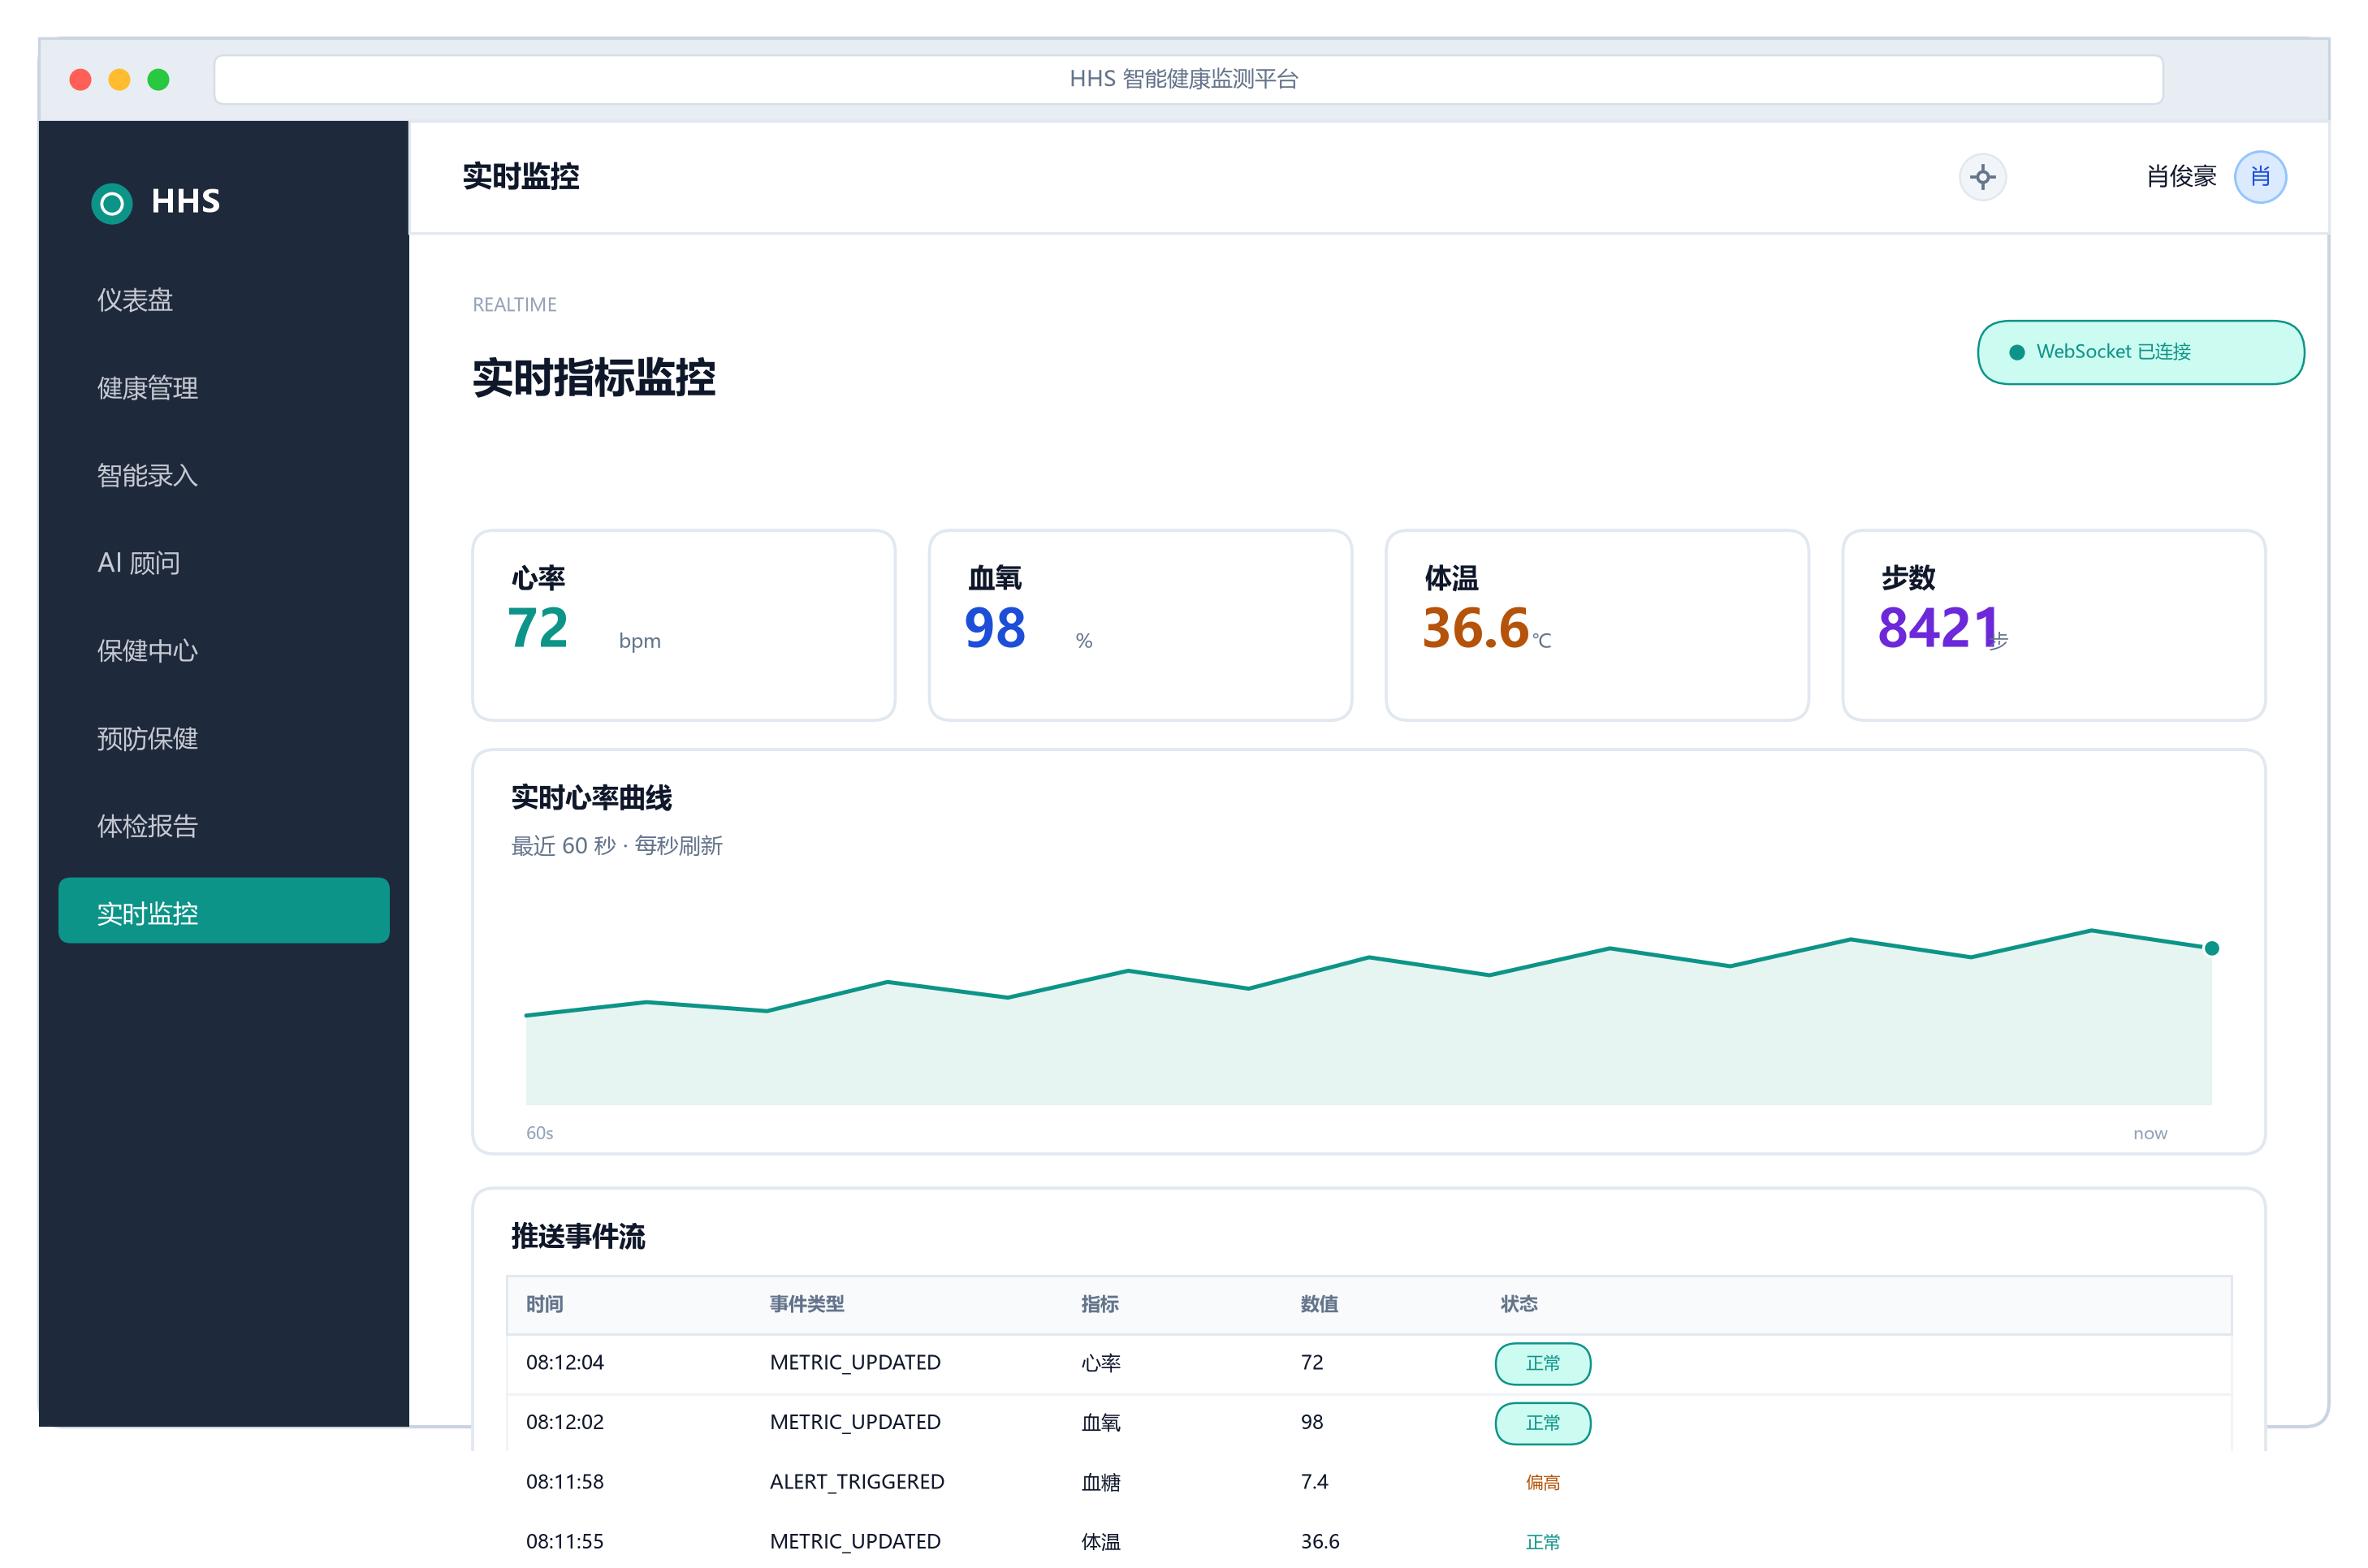 HHS 智能健康监测平台
HHS
仪表盘
健康管理
智能录入
AI 顾问
保健中心
预防保健
体检报告
实时监控
实时监控
肖俊豪 肖
REALTIME
实时指标监控
WebSocket 已连接
心率
72 bpm
血氧
98 %
体温
36.6 ℃
步数
8421 步
实时心率曲线
最近 60 秒 · 每秒刷新
60s now
推送事件流
时间 事件类型 指标 数值 状态
08:12:04 METRIC_UPDATED 心率 72 正常
08:12:02 METRIC_UPDATED 血氧 98 正常
08:11:58 ALERT_TRIGGERED 血糖 7.4 偏高
08:11:55 METRIC_UPDATED 体温 36.6 正常